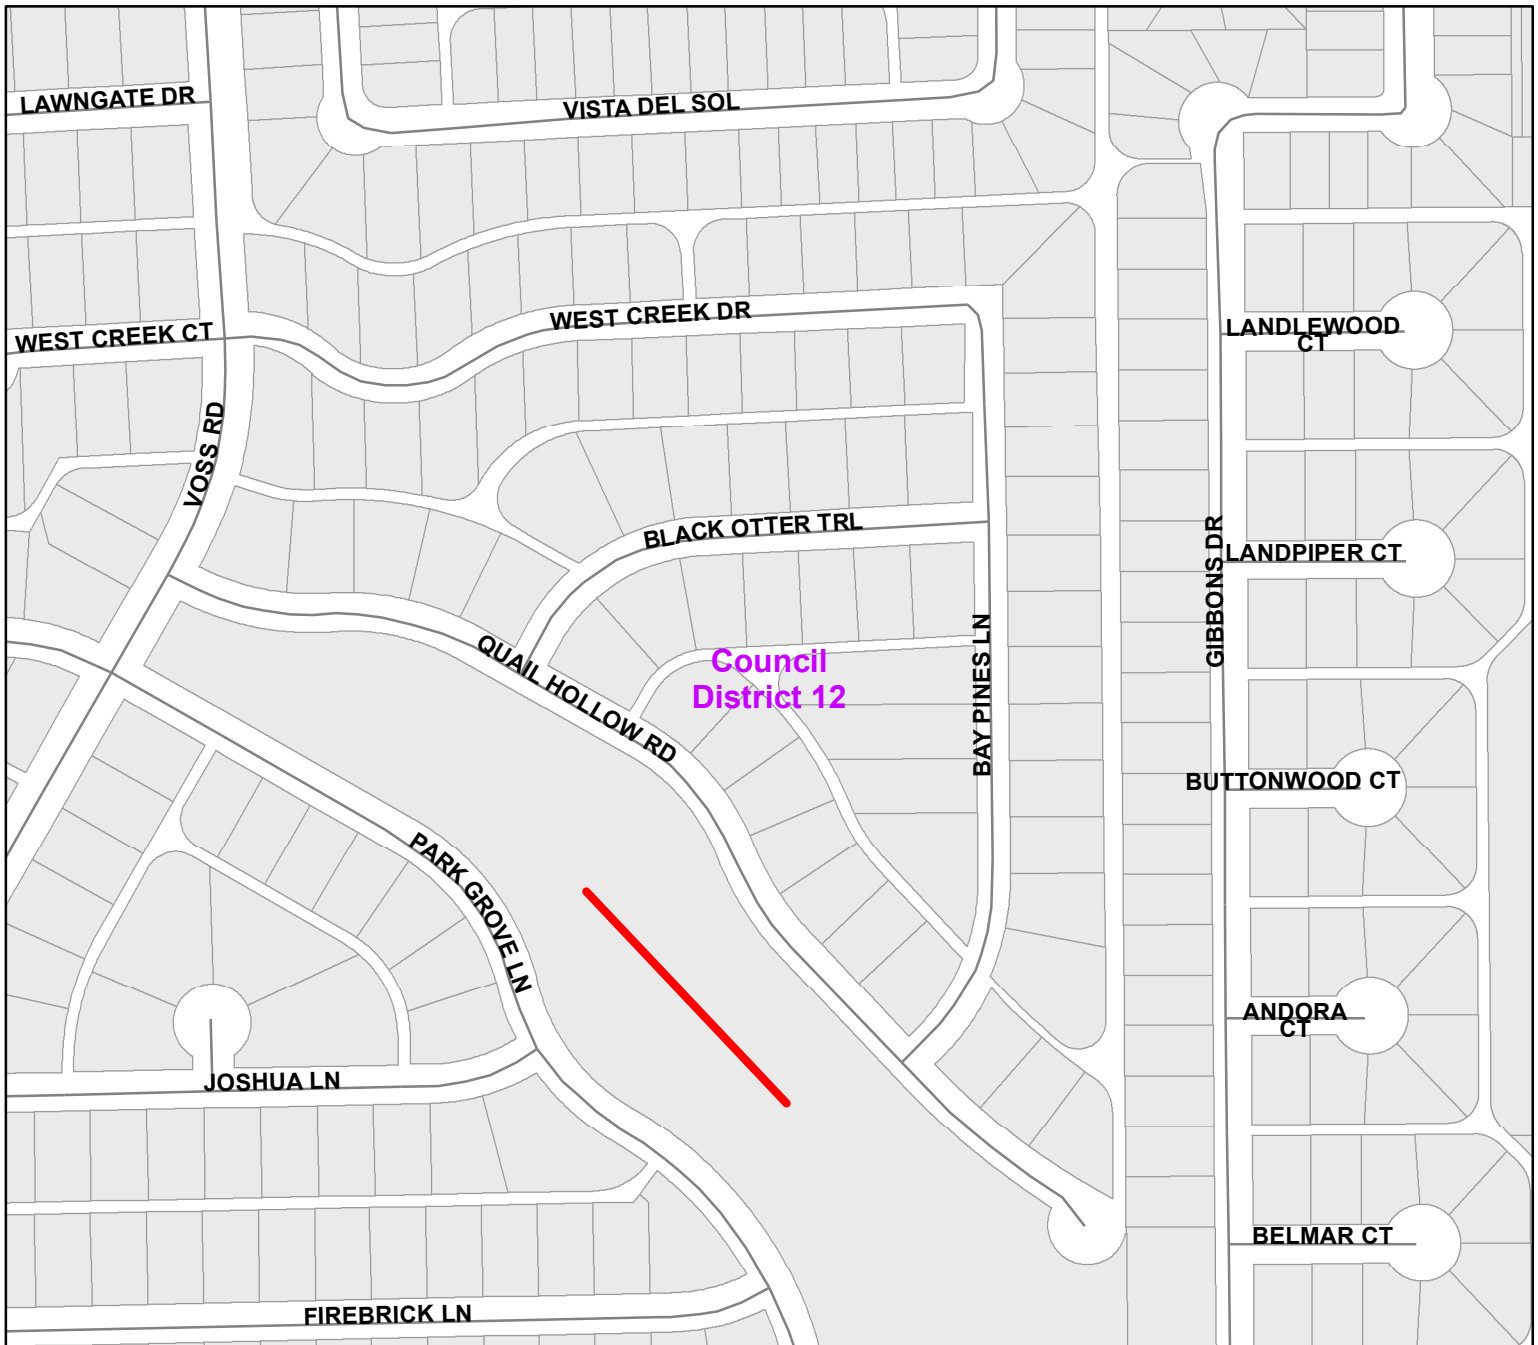 LAWNGATE DR
VISTA DEL SOL
WEST CREEK CT
WEST CREEK DR
LANDLEWOOD
CT
VOSS RD
BLACK OTTER TRL
GIBBONS DR
LANDPIPER CT
QUAIL HOLLOW RD
Council
District 12
BAY PINES LN
BUTTONWOOD CT
PARK GROVE LN
ANDORA
CT
JOSHUA LN
BELMAR CT
FIREBRICK LN